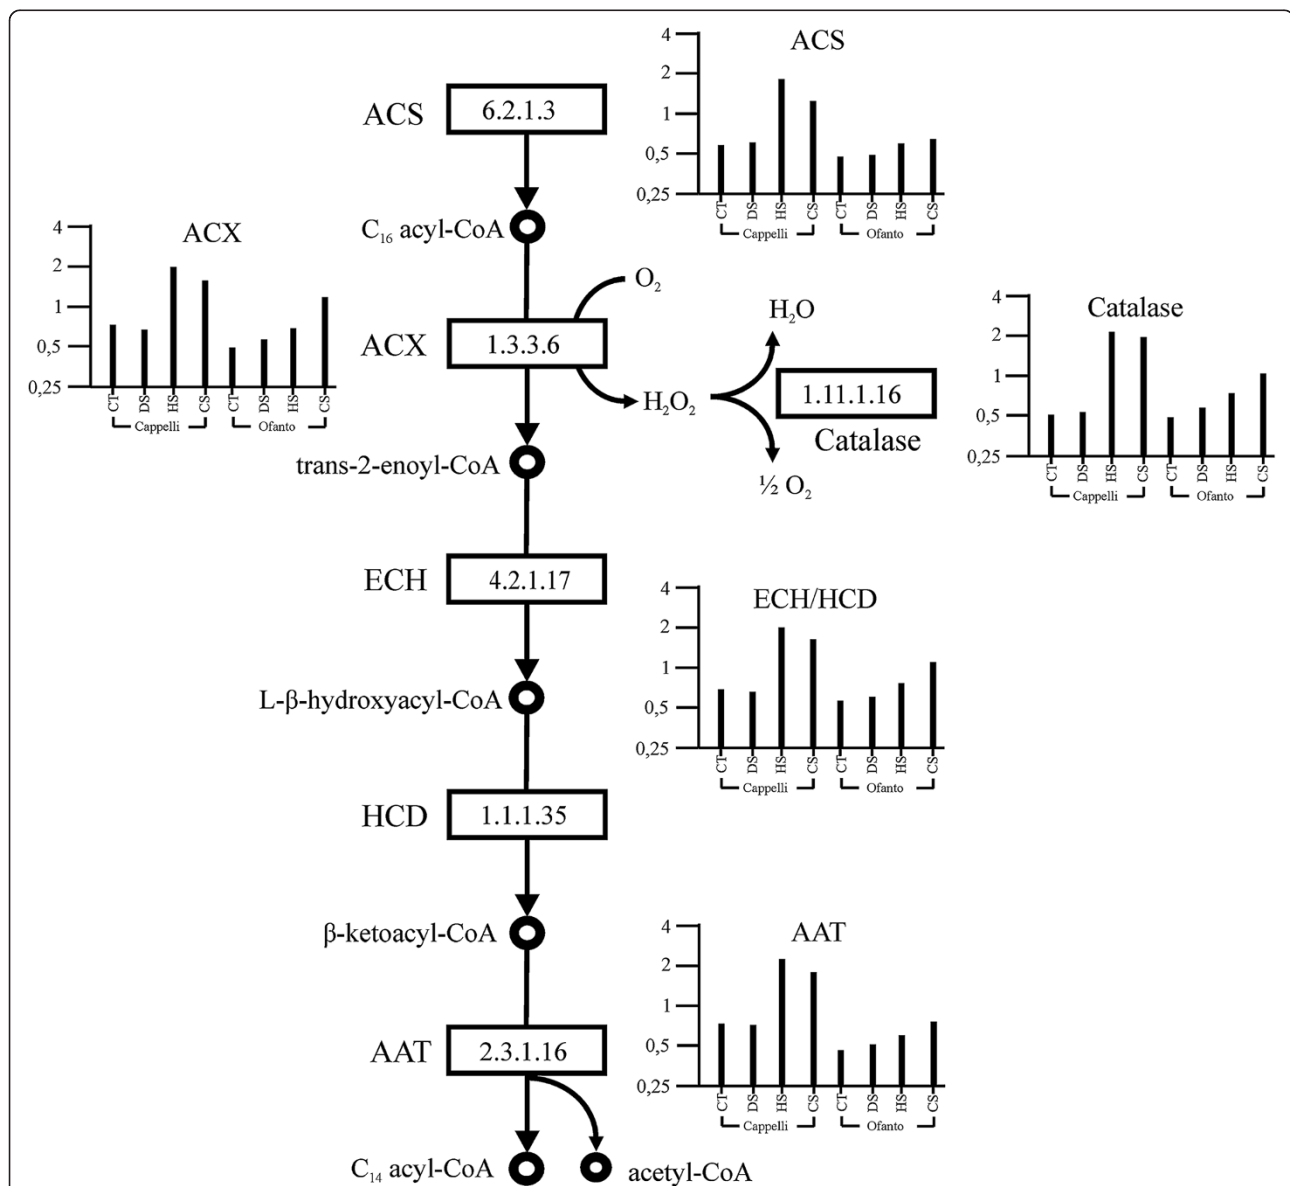 ACS
4
2
1
0,5
0,25
CT DS HS CS CT DS HS CS
Cappelli Ofanto
ACS 6.2.1.3
C₁₆ acyl-CoA
ACX
4
2
1
0,5
0,25
CT DS HS CS CT DS HS CS
Cappelli Ofanto
O₂
ACX 1.3.3.6
H₂O₂
H₂O
1.11.1.16
Catalase
½ O₂
Catalase
4
2
1
0,5
0,25
CT DS HS CS CT DS HS CS
Cappelli Ofanto
trans-2-enoyl-CoA
ECH 4.2.1.17
ECH/HCD
4
2
1
0,5
0,25
CT DS HS CS CT DS HS CS
Cappelli Ofanto
L-β-hydroxyacyl-CoA
HCD 1.1.1.35
β-ketoacyl-CoA
AAT
4
2
1
0,5
0,25
CT DS HS CS CT DS HS CS
Cappelli Ofanto
AAT 2.3.1.16
C₁₄ acyl-CoA
acetyl-CoA